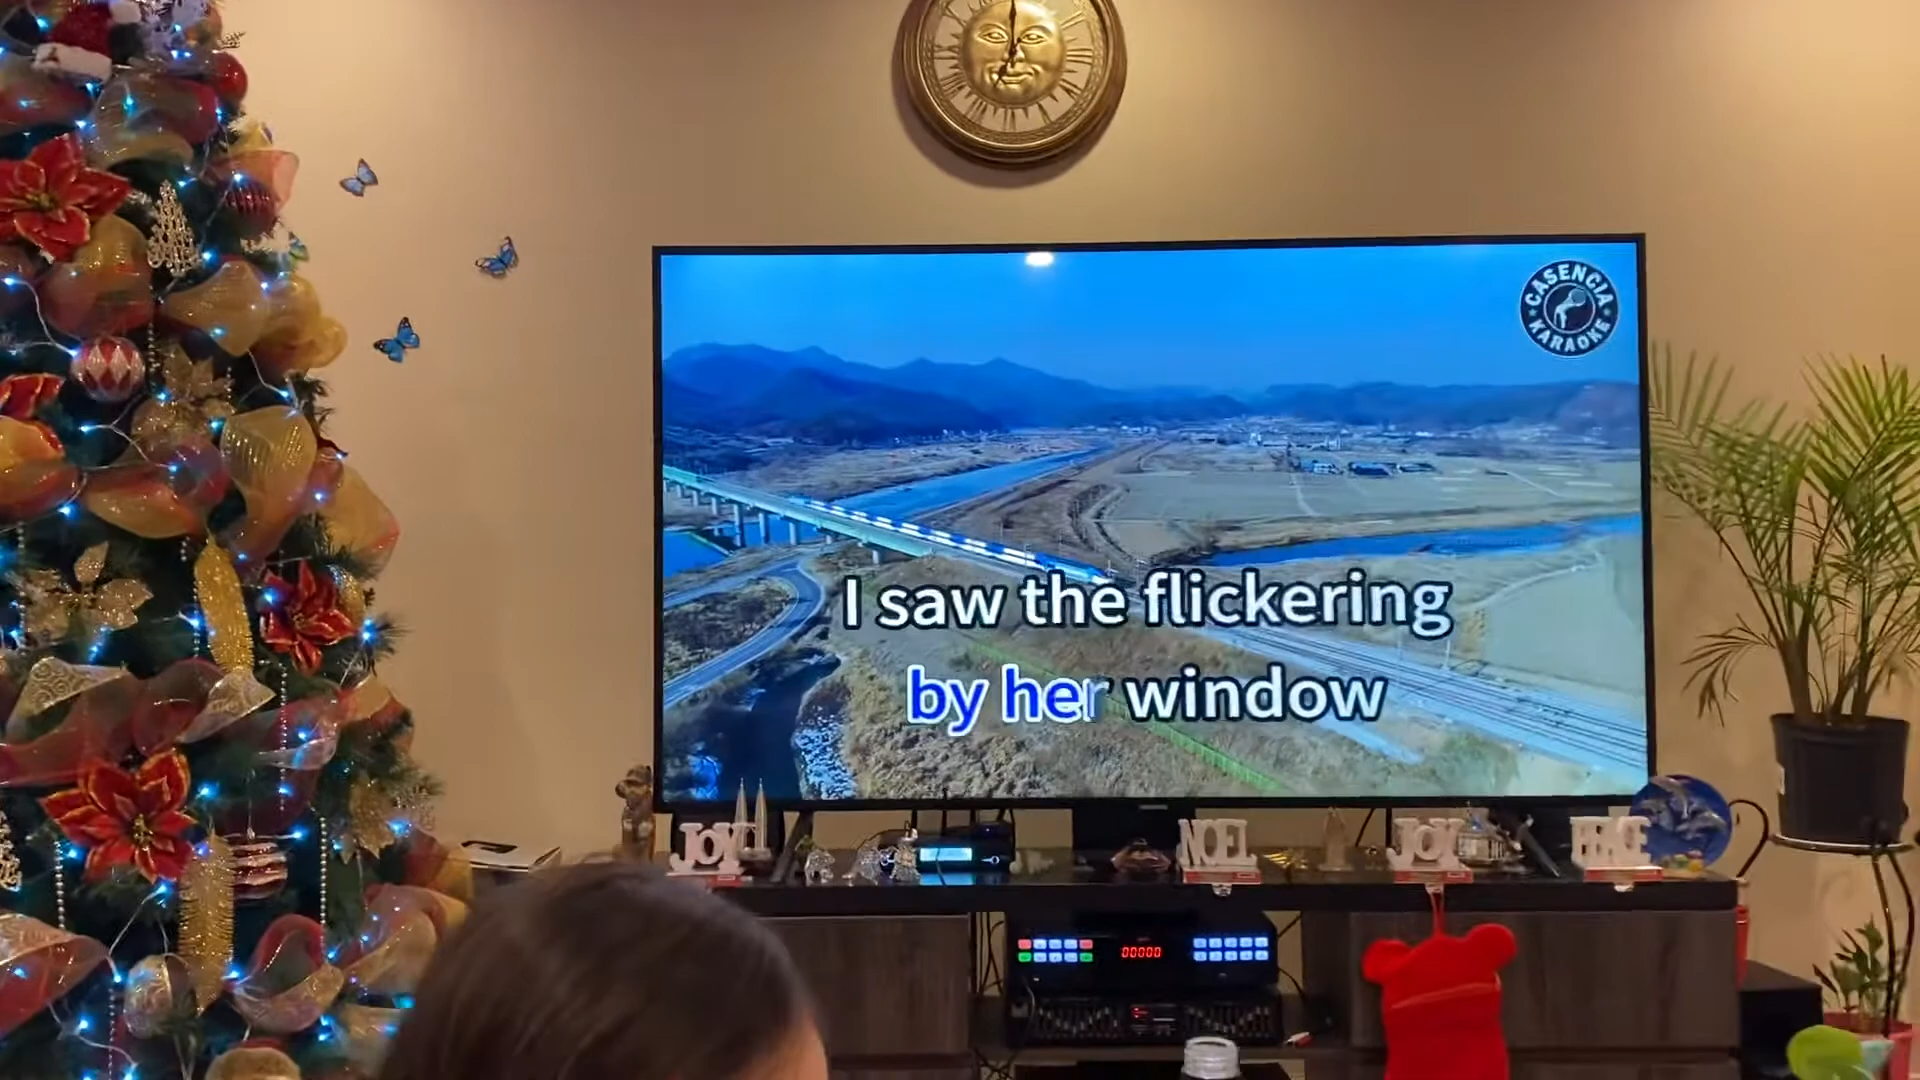 CASENCIA
KARAOKE
I saw the flickering
by her window
JOY
NOEL
JOY
PEACE
00000